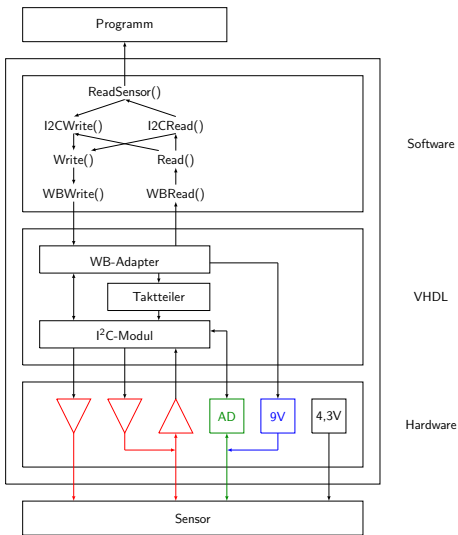 Programm
ReadSensor()
I2CWrite() I2CRead()
Software
Write() Read()
WBWrite() WBRead()
WB-Adapter
Taktteiler
VHDL
I²C-Modul
AD 9V 4,3V
Hardware
Sensor